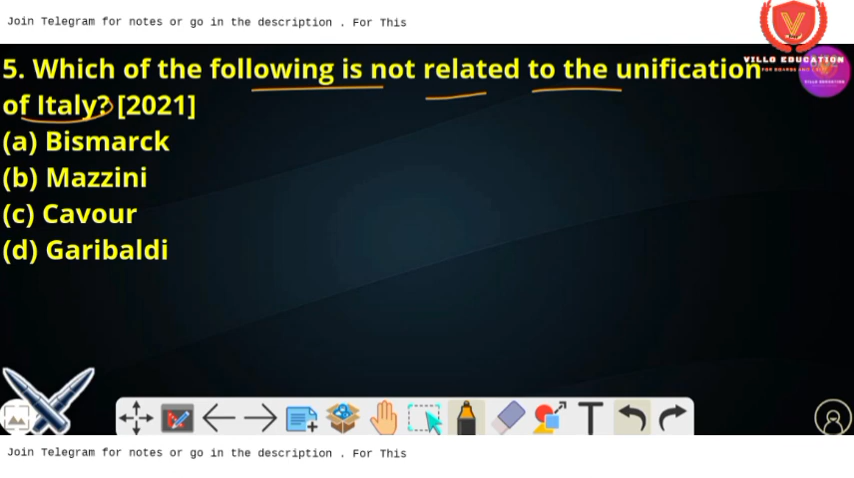 Join Telegram for notes or go in the description . For This
VILLO EDUCATION
5. Which of the following is not related to the unification
of Italy? [2021]
(a) Bismarck
(b) Mazzini
(c) Cavour
(d) Garibaldi
Join Telegram for notes or go in the description . For This